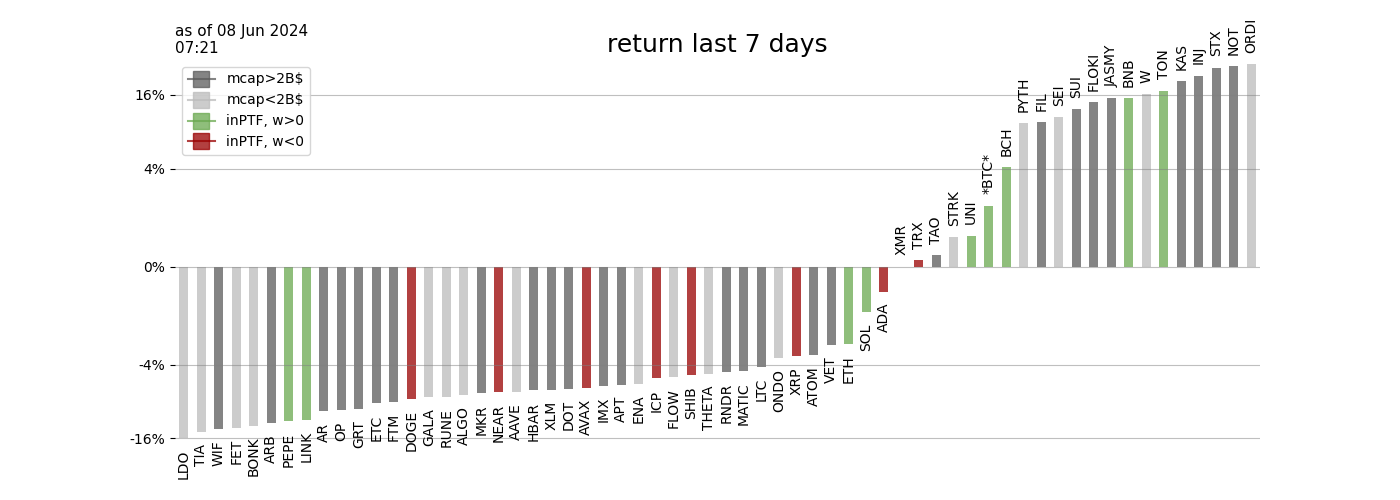 as of 08 Jun 2024
07:21
return last 7 days
mcap>2B$
mcap<2B$
inPTF, w>0
inPTF, w<0
16%
4%
0%
-4%
-16%
LDO
TIA
WIF
FET
BONK
ARB
PEPE
LINK
AR
OP
GRT
ETC
FTM
DOGE
GALA
RUNE
ALGO
MKR
NEAR
AAVE
HBAR
XLM
DOT
AVAX
IMX
APT
ENA
ICP
FLOW
SHIB
THETA
RNDR
MATIC
LTC
ONDO
XRP
ATOM
VET
ETH
SOL
ADA
XMR
TRX
TAO
STRK
UNI
*BTC*
BCH
PYTH
FIL
SEI
SUI
FLOKI
JASMY
BNB
W
TON
KAS
INJ
STX
NOT
ORDI